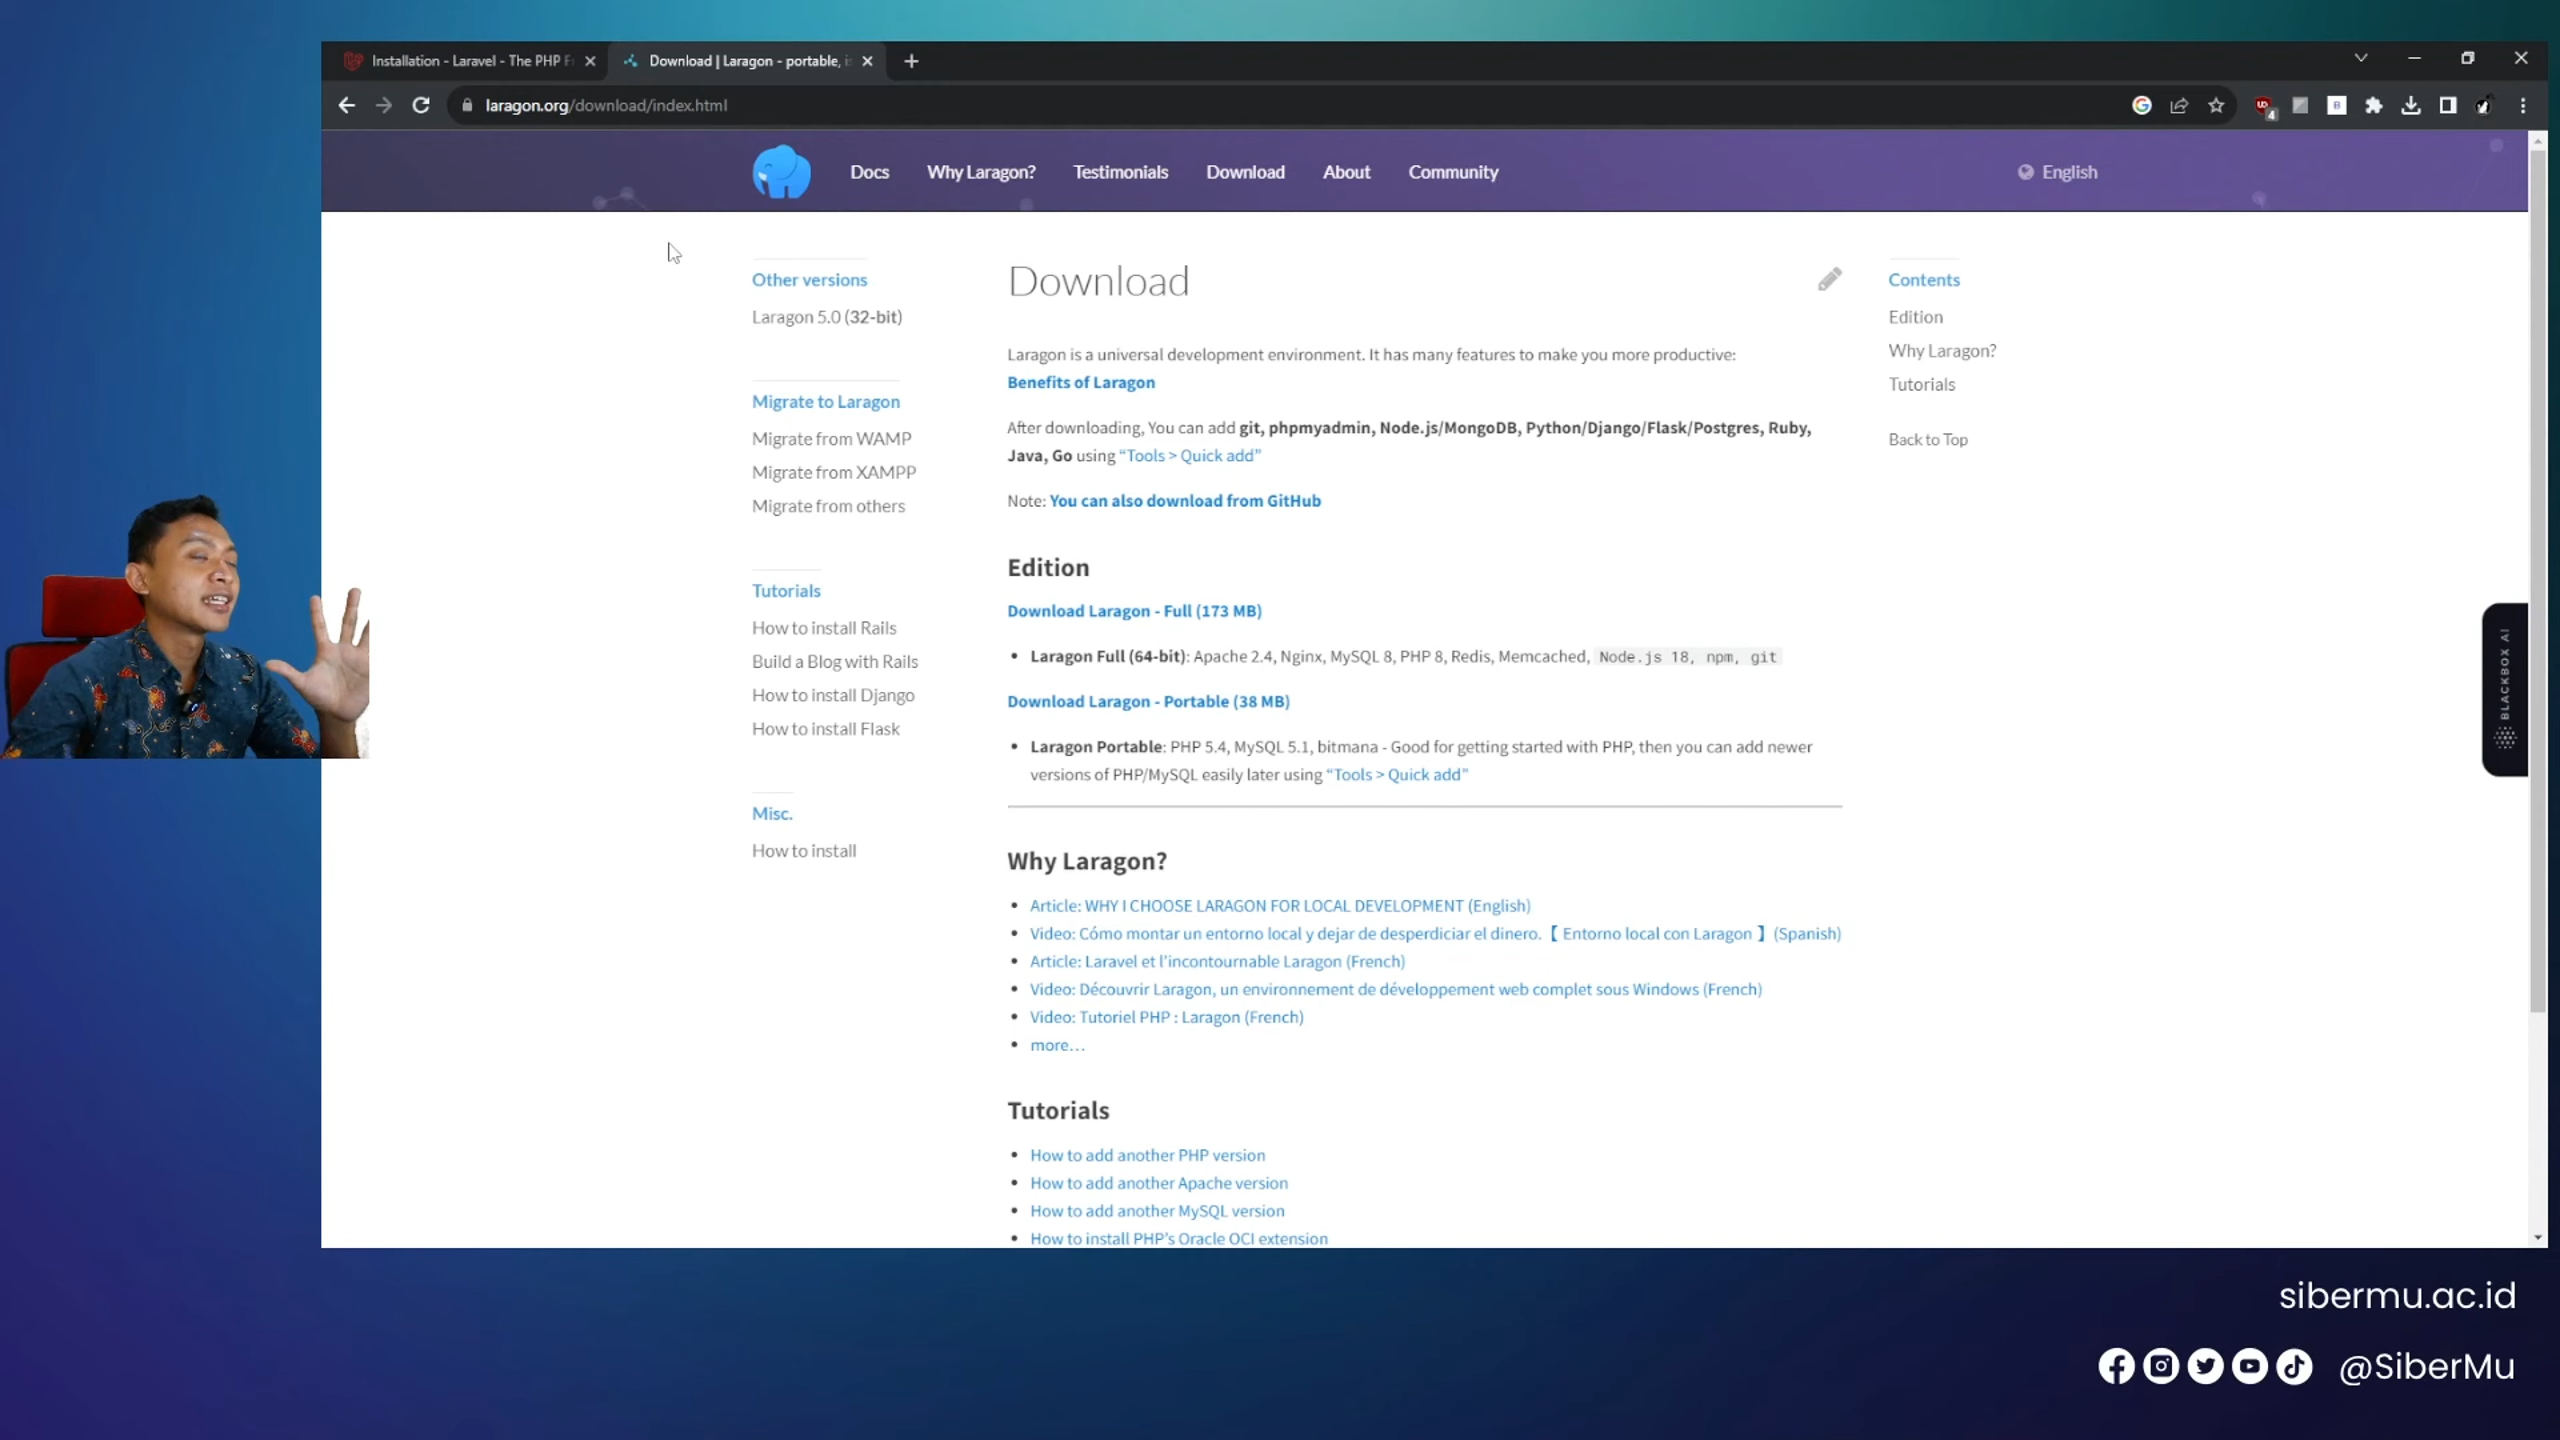 Installation - Laravel - The PHP F
Download | Laragon - portable, i
laragon.org/download/index.html
4
B
Docs
Why Laragon?
Testimonials
Download
About
Community
English
Other versions
Laragon 5.0 (32-bit)
Migrate to Laragon
Migrate from WAMP
Migrate from XAMPP
Migrate from others
Tutorials
How to install Rails
Build a Blog with Rails
How to install Django
How to install Flask
Misc.
How to install
Download
Laragon is a universal development environment. It has many features to make you more productive:
Benefits of Laragon
After downloading, You can add git, phpmyadmin, Node.js/MongoDB, Python/Django/Flask/Postgres, Ruby,
Java, Go using “Tools > Quick add”
Note: You can also download from GitHub
Edition
Download Laragon - Full (173 MB)
• Laragon Full (64-bit): Apache 2.4, Nginx, MySQL 8, PHP 8, Redis, Memcached, Node.js 18, npm, git
Download Laragon - Portable (38 MB)
• Laragon Portable: PHP 5.4, MySQL 5.1, bitmana - Good for getting started with PHP, then you can add newer
versions of PHP/MySQL easily later using “Tools > Quick add”
Why Laragon?
• Article: WHY I CHOOSE LARAGON FOR LOCAL DEVELOPMENT (English)
• Video: Cómo montar un entorno local y dejar de desperdiciar el dinero.【 Entorno local con Laragon 】(Spanish)
• Article: Laravel et l'incontournable Laragon (French)
• Video: Découvrir Laragon, un environnement de développement web complet sous Windows (French)
• Video: Tutoriel PHP : Laragon (French)
• more…
Tutorials
• How to add another PHP version
• How to add another Apache version
• How to add another MySQL version
• How to install PHP's Oracle OCI extension
Contents
Edition
Why Laragon?
Tutorials
Back to Top
BLACKBOX AI
sibermu.ac.id
@SiberMu